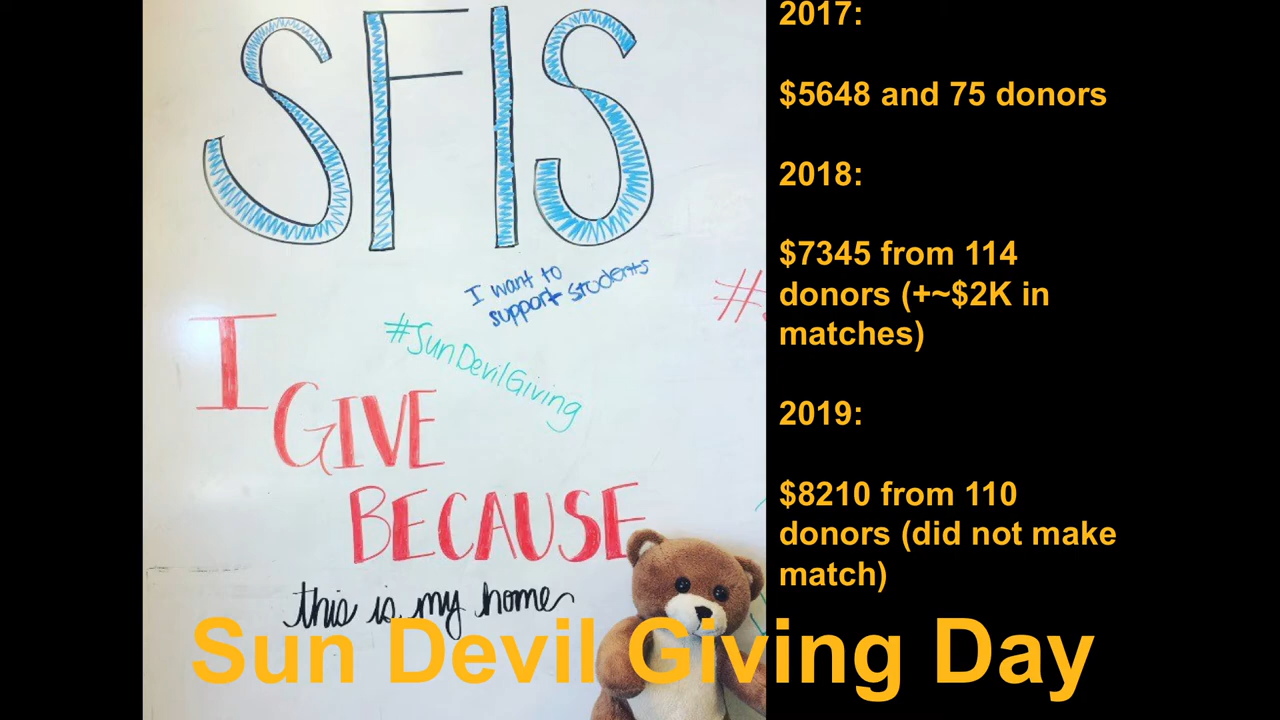 SFIS
I want to
support students
#SunDevilGiving
#
I
GIVE
BECAUSE
this is my home
2017:
$5648 and 75 donors
2018:
$7345 from 114
donors (+~$2K in
matches)
2019:
$8210 from 110
donors (did not make
match)
Sun Devil Giving Day